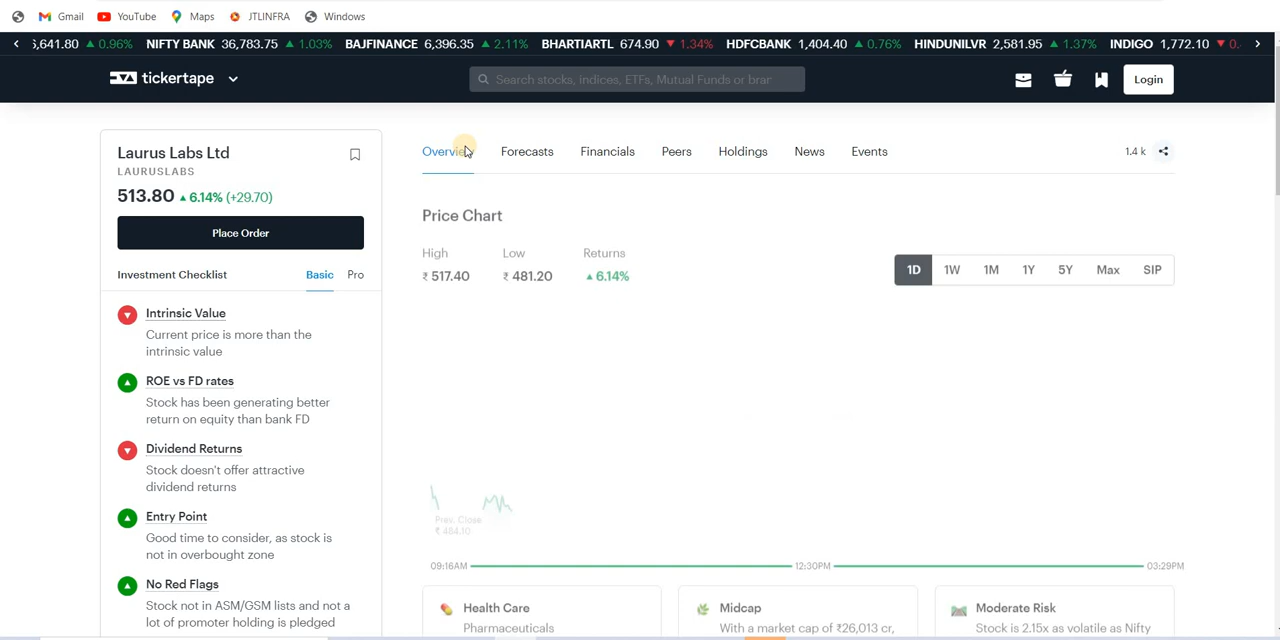 Gmail YouTube Maps JTLINFRA Windows
5,641.80 ▲ 0.96% NIFTY BANK 36,783.75 ▲ 1.03% BAJFINANCE 6,396.35 ▲ 2.11% BHARTIARTL 674.90 ▼ 1.34% HDFCBANK 1,404.40 ▲ 0.76% HINDUNILVR 2,581.95 ▲ 1.37% INDIGO 1,772.10 ▼ 0.
tickertape
Search stocks, indices, ETFs, Mutual Funds or brar
Login
Laurus Labs Ltd
LAURUSLABS
513.80 ▲ 6.14% (+29.70)
Place Order
Investment Checklist Basic Pro
Intrinsic Value
Current price is more than the
intrinsic value
ROE vs FD rates
Stock has been generating better
return on equity than bank FD
Dividend Returns
Stock doesn't offer attractive
dividend returns
Entry Point
Good time to consider, as stock is
not in overbought zone
No Red Flags
Stock not in ASM/GSM lists and not a
lot of promoter holding is pledged
Overview Forecasts Financials Peers Holdings News Events 1.4 k
Price Chart
High Low Returns
₹ 517.40 ₹ 481.20 ▲ 6.14%
1D 1W 1M 1Y 5Y Max SIP
Prev. Close
₹ 484.10
09:16AM 12:30PM 03:29PM
Health Care
Pharmaceuticals
Midcap
With a market cap of ₹26,013 cr,
Moderate Risk
Stock is 2.15x as volatile as Nifty